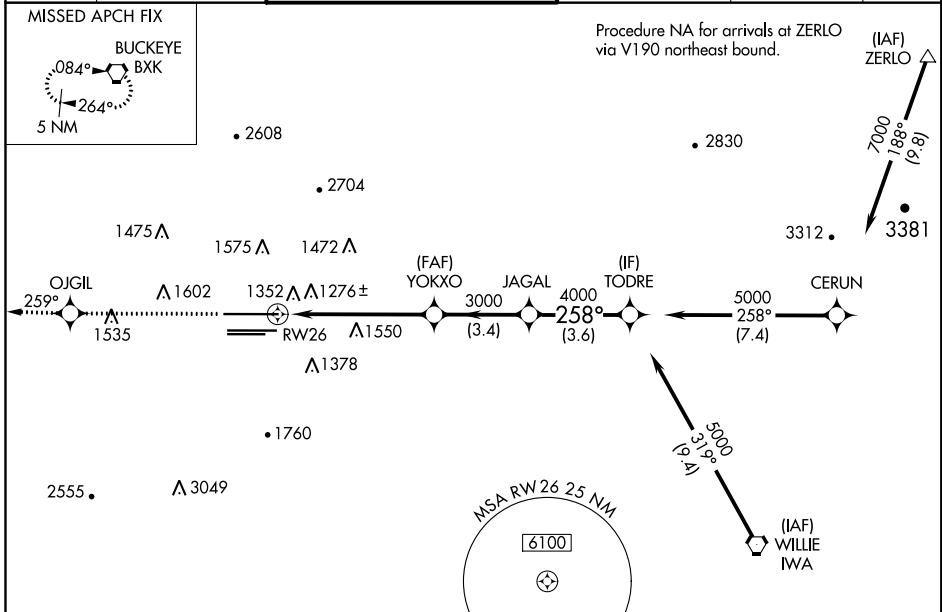 MISSED APCH FIX
BUCKEYE
BXK
084°
264°
5 NM
Procedure NA for arrivals at ZERLO
via V190 northeast bound.
(IAF)
ZERLO
7000
188°
(9.8)
2608
2830
2704
3312
3381
1475
1575
1472
OJGIL
259°
1602
1352
1276±
(FAF)
YOKXO
JAGAL
(IF)
TODRE
CERUN
1535
RW26
1550
3000
(3.4)
4000
258°
(3.6)
5000
258°
(7.4)
1378
1760
5000
319°
(9.4)
2555
3049
MSA RW26 25 NM
6100
(IAF)
WILLIE
IWA